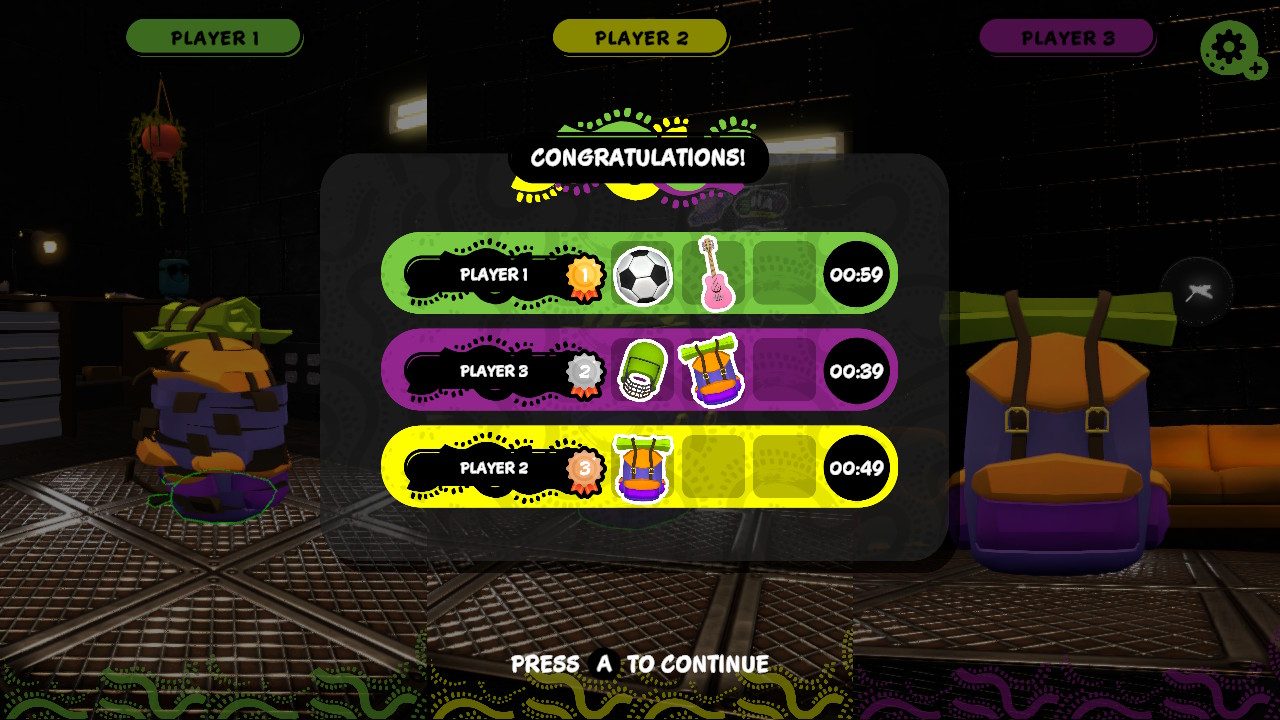 PLAYER 1
PLAYER 2
PLAYER 3
CONGRATULATIONS!
PLAYER 1
1
00:59
PLAYER 3
2
00:39
PLAYER 2
3
00:49
PRESS A TO CONTINUE